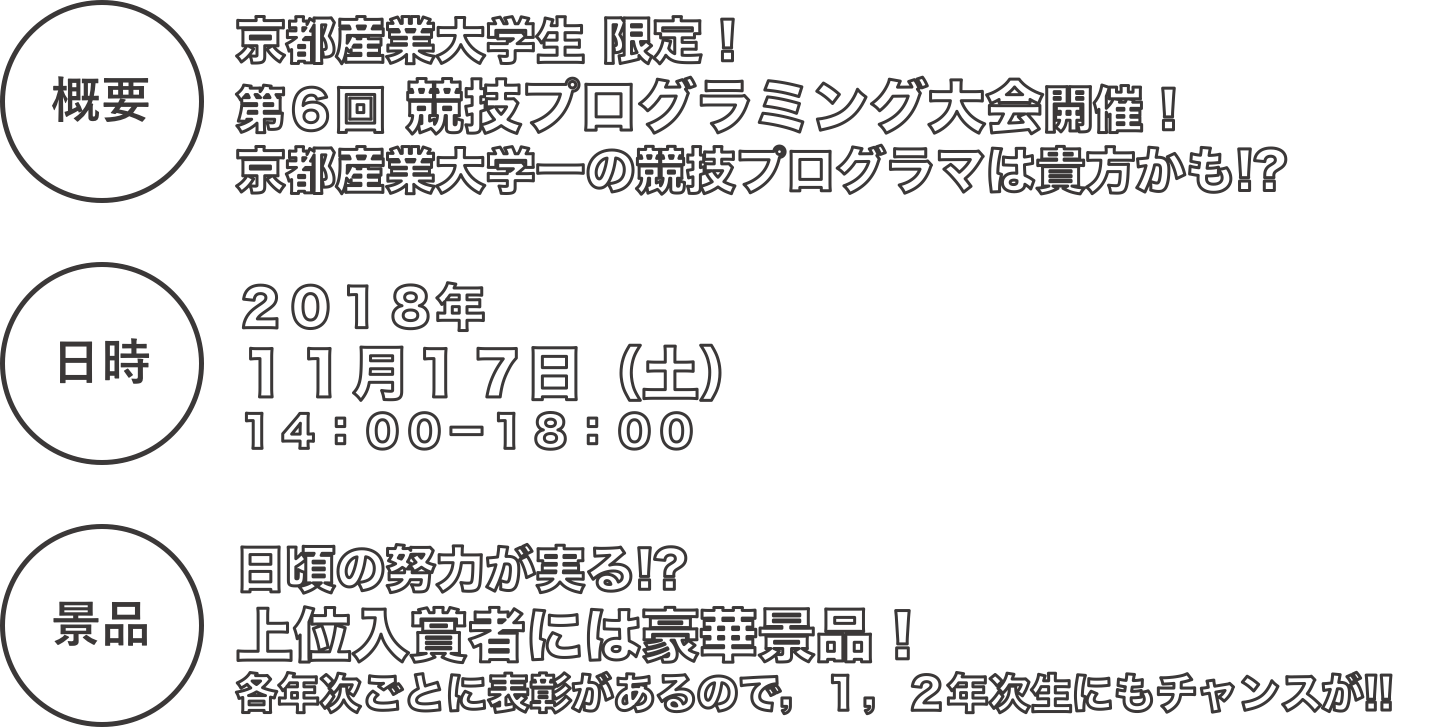 概要
京都産業大学生 限定！
第６回 競技プログラミング大会開催！
京都産業大学一の競技プログラマは貴方かも!?
日時
２０１８年
１１月１７日（土）
１４：００−１８：００
景品
日頃の努力が実る!?
上位入賞者には豪華景品！
各年次ごとに表彰があるので，１，２年次生にもチャンスが!!